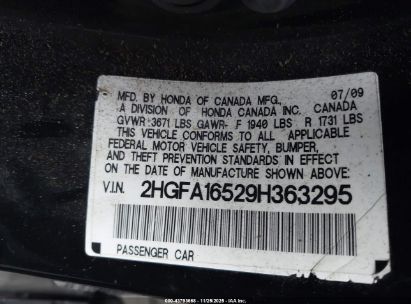 07/09
MFD. BY HONDA OF CANADA MFG.,
A DIVISION OF HONDA CANADA INC. CANADA
GVWR 3671 LBS GAWR- F 1940 LBS R 1731 LBS
THIS VEHICLE CONFORMS TO ALL APPLICABLE
FEDERAL MOTOR VEHICLE SAFETY, BUMPER,
AND THEFT PREVENTION STANDARDS IN EFFECT
ON THE DATE OF MANUFACTURE SHOWN ABOVE.
V.I.N. 2HGFA16529H363295
PASSENGER CAR